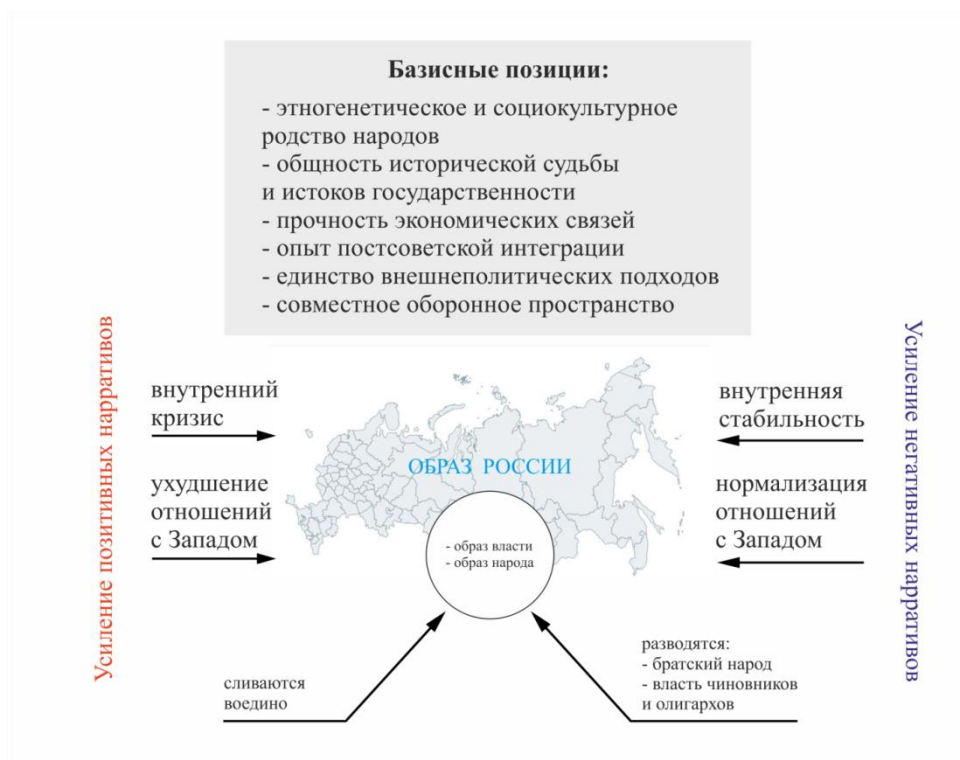 Базисные позиции:
- этногенетическое и социокультурное
родство народов
- общность исторической судьбы
и истоков государственности
- прочность экономических связей
- опыт постсоветской интеграции
- единство внешнеполитических подходов
- совместное оборонное пространство
Усиление позитивных нарративов
внутренний
кризис
ухудшение
отношений
с Западом
ОБРАЗ РОССИИ
- образ власти
- образ народа
внутренняя
стабильность
нормализация
отношений
с Западом
Усиление негативных нарративов
сливаются
воедино
разводятся:
- братский народ
- власть чиновников
и олигархов